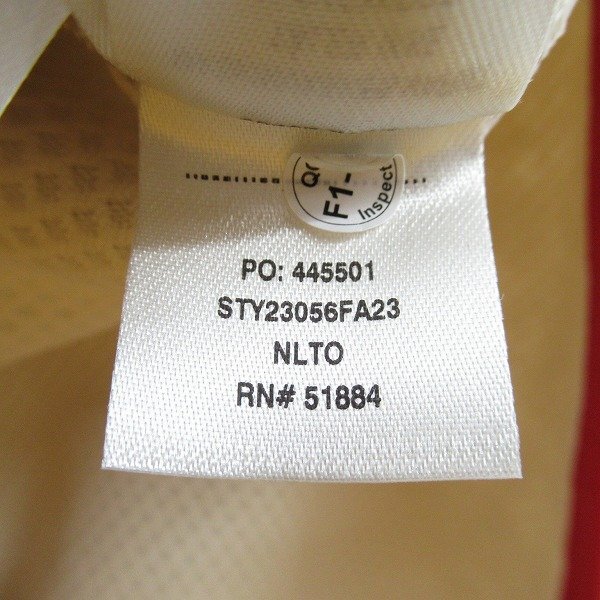 F1-
Inspect
PO: 445501
STY23056FA23
NLTO
RN# 51884